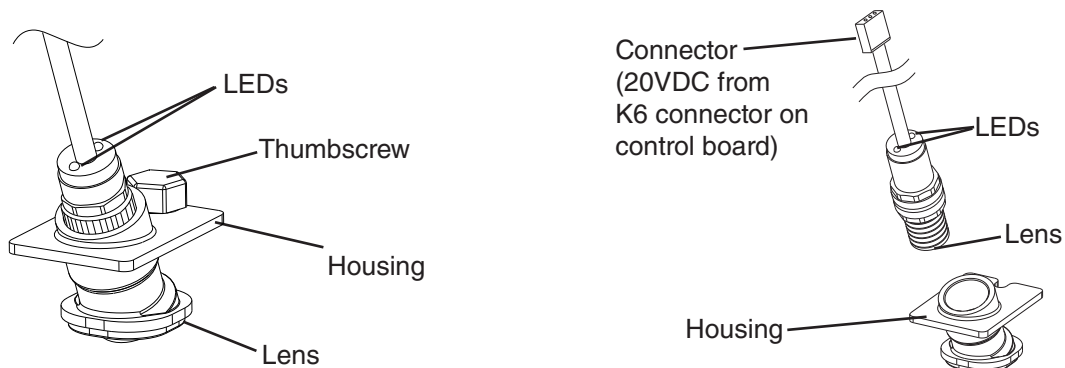 LEDs
Thumbscrew
Housing
Lens
Connector
(20VDC from
K6 connector on
control board)
LEDs
Lens
Housing